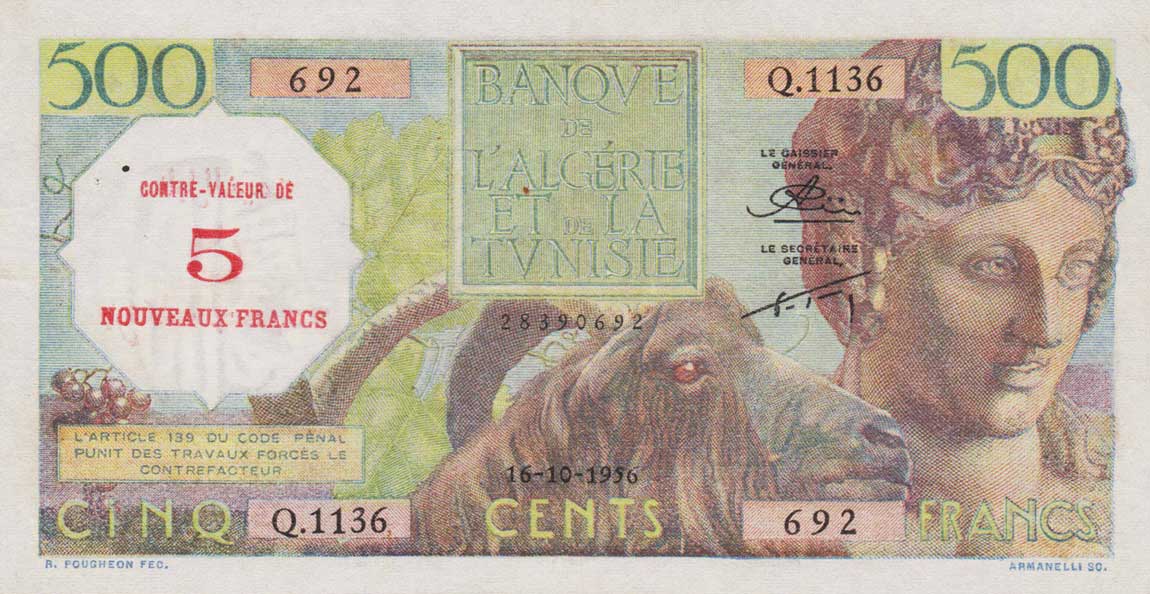 500
692
Q.1136
500
BANQVE
DE
L'ALGÉRIE
ET DE LA
TVNISIE
LE CAISSIER
GÉNÉRAL,
LE SECRÉTAIRE
GÉNÉRAL,
CONTRE-VALEUR DE
5
NOUVEAUX FRANCS
28390692
L'ARTICLE 139 DU CODE PÉNAL
PUNIT DES TRAVAUX FORCÉS LE
CONTREFACTEUR
16-10-1956
CINQ Q.1136 CENTS 692 FRANCS
R. POUGHEON FEC.
ARMANELLI SC.